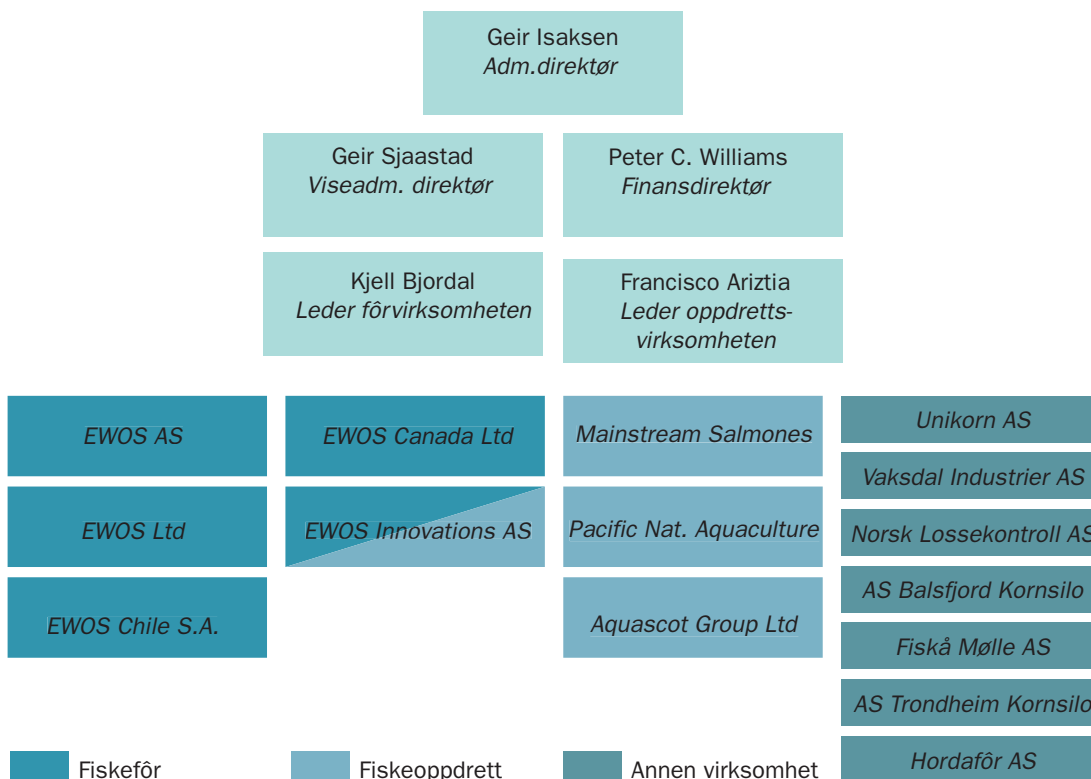 Geir Isaksen
Adm.direktør
Geir Sjaastad
Viseadm. direktør
Peter C. Williams
Finansdirektør
Kjell Bjordal
Leder fôrvirksomheten
Francisco Ariztia
Leder oppdretts-
virksomheten
EWOS AS
EWOS Ltd
EWOS Chile S.A.
EWOS Canada Ltd
EWOS Innovations AS
Mainstream Salmones
Pacific Nat. Aquaculture
Aquascot Group Ltd
Unikorn AS
Vaksdal Industrier AS
Norsk Lossekontroll AS
AS Balsfjord Kornsilo
Fiskå Mølle AS
AS Trondheim Kornsilo
Hordafôr AS
Fiskefôr
Fiskeoppdrett
Annen virksomhet